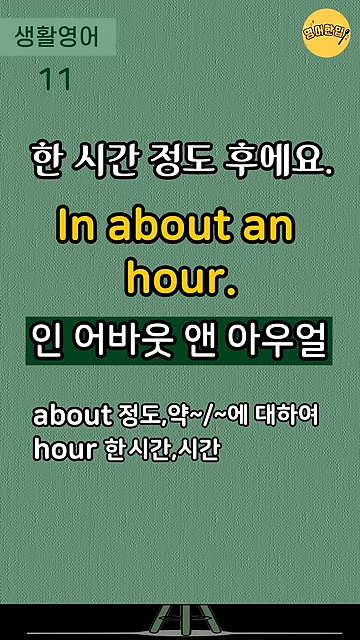 생활영어
영어한입
11
한 시간 정도 후에요.
In about an
hour.
인 어바웃 앤 아우얼
about 정도,약~/~에 대하여
hour 한시간,시간